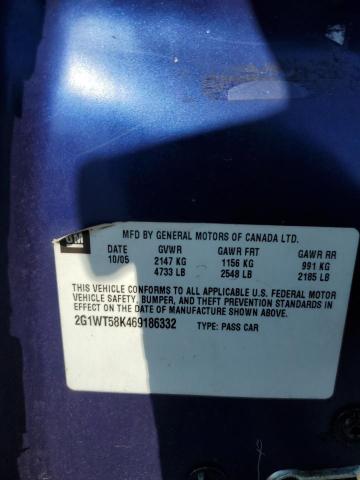 GM
MFD BY GENERAL MOTORS OF CANADA LTD.
DATE GVWR GAWR FRT GAWR RR
10/05 2147 KG 1156 KG 991 KG
4733 LB 2548 LB 2185 LB
THIS VEHICLE CONFORMS TO ALL APPLICABLE U.S. FEDERAL MOTOR
VEHICLE SAFETY, BUMPER, AND THEFT PREVENTION STANDARDS
IN EFFECT ON THE DATE OF MANUFACTURE SHOWN ABOVE.
2G1WT58K469186332 TYPE: PASS CAR